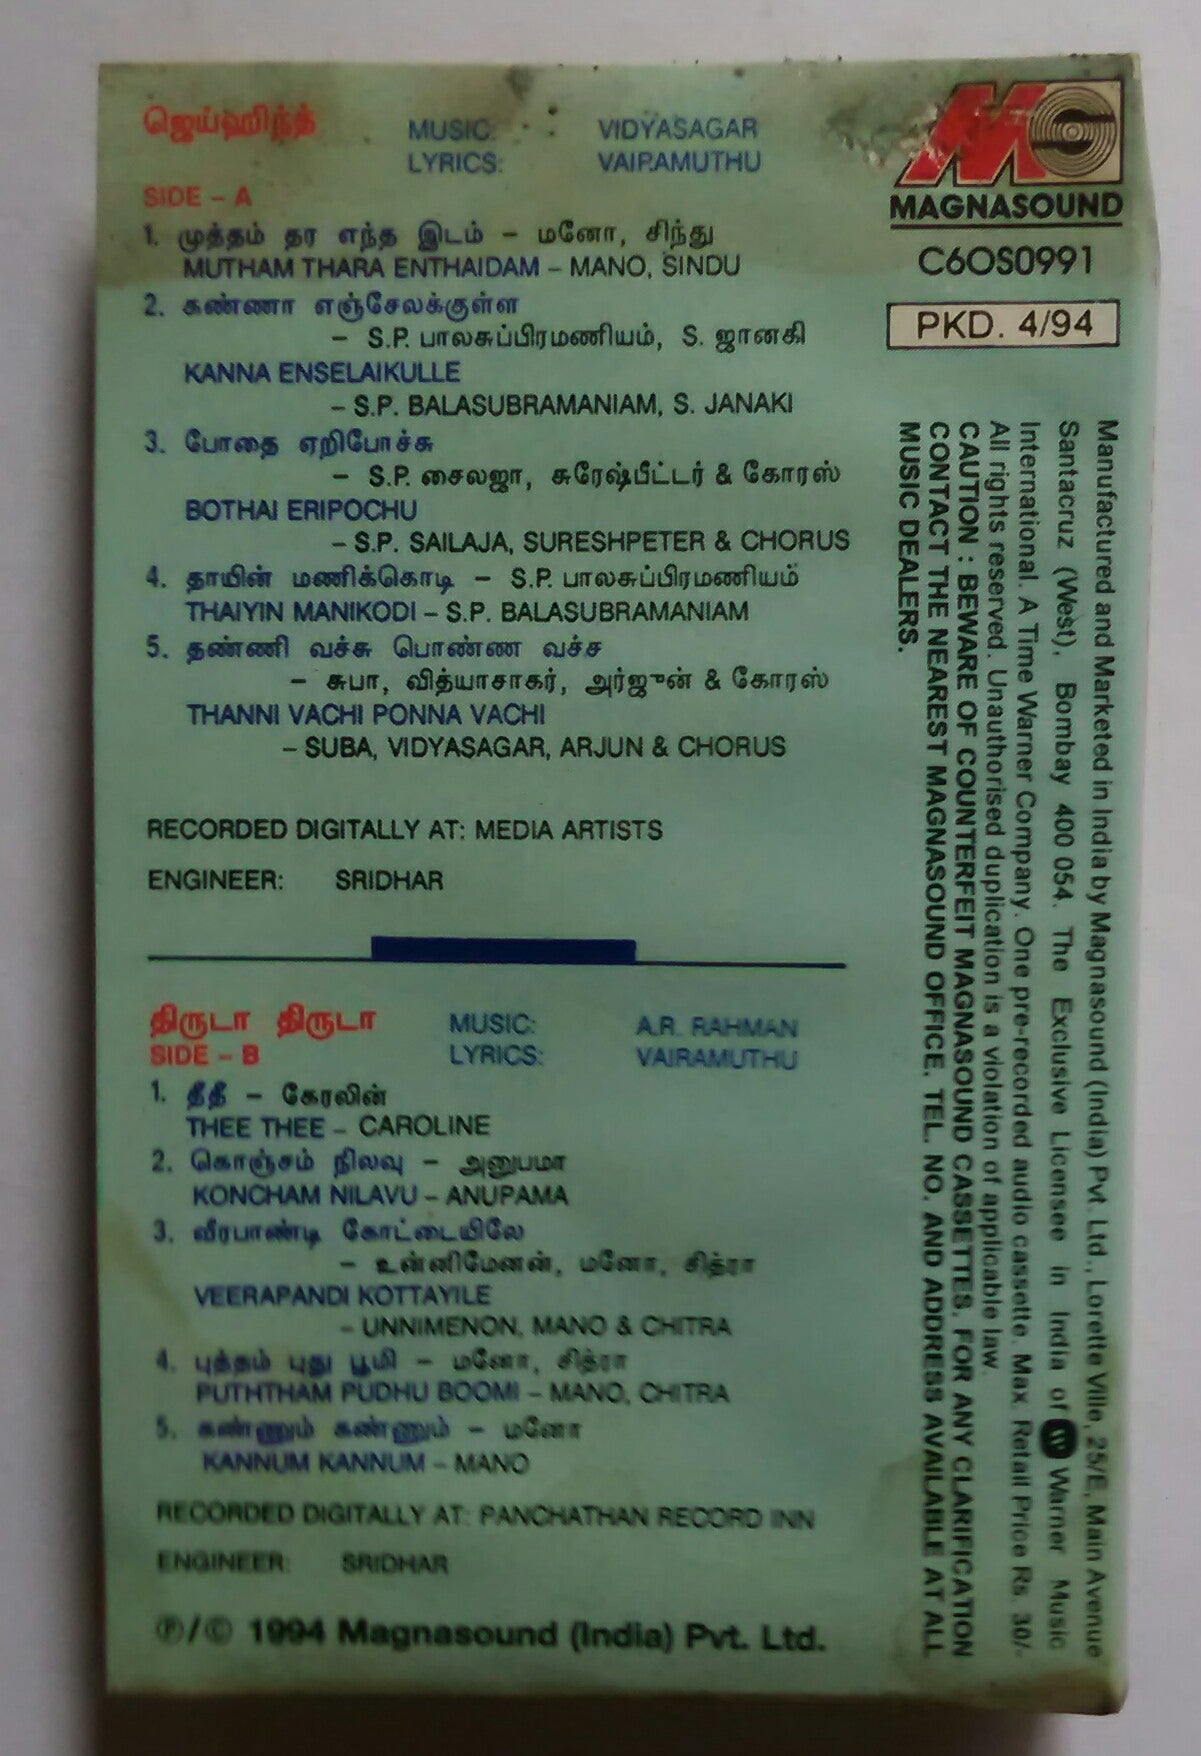 ஜெய்ஹிந்த்
MUSIC: VIDYASAGAR
LYRICS: VAIRAMUTHU
SIDE – A
1. முத்தம் தர எந்த இடம் – மனோ, சிந்து
MUTHAM THARA ENTHAIDAM – MANO, SINDU
2. கண்ணா எஞ்சேலக்குள்ள
– S.P. பாலசுப்பிரமணியம், S. ஜானகி
KANNA ENSELAIKULLE
– S.P. BALASUBRAMANIAM, S. JANAKI
3. போதை ஏறிபோச்சு
– S.P. சைலஜா, சுரேஷ்பீட்டர் & கோரஸ்
BOTHAI ERIPOCHU
– S.P. SAILAJA, SURESHPETER & CHORUS
4. தாயின் மணிக்கொடி – S.P. பாலசுப்பிரமணியம்
THAIYIN MANIKODI – S.P. BALASUBRAMANIAM
5. தண்ணி வச்சு பொண்ண வச்ச
– சுபா, வித்யாசாகர், அர்ஜுன் & கோரஸ்
THANNI VACHI PONNA VACHI
– SUBA, VIDYASAGAR, ARJUN & CHORUS
RECORDED DIGITALLY AT: MEDIA ARTISTS
ENGINEER: SRIDHAR
திருடா திருடா
MUSIC: A.R. RAHMAN
SIDE – B
LYRICS: VAIRAMUTHU
1. தீதீ – கேரலின்
THEE THEE – CAROLINE
2. கொஞ்சம் நிலவு – அனுபமா
KONCHAM NILAVU – ANUPAMA
3. வீரபாண்டி கோட்டையிலே
– உன்னிமேனன், மனோ, சித்ரா
VEERAPANDI KOTTAYILE
– UNNIMENON, MANO & CHITRA
4. புத்தம் புது பூமி – மனோ, சித்ரா
PUTHTHAM PUDHU BOOMI – MANO, CHITRA
5. கண்ணும் கண்ணும் – மனோ
KANNUM KANNUM – MANO
RECORDED DIGITALLY AT: PANCHATHAN RECORD INN
ENGINEER: SRIDHAR
℗/© 1994 Magnasound (India) Pvt. Ltd.
MAGNASOUND
C6OS0991
PKD. 4/94
Manufactured and Marketed in India by Magnasound (India) Pvt. Ltd., Lorette Ville, 25/E, Main Avenue
Santacruz (West), Bombay 400 054. The Exclusive Licensee in India of Warner Music
International. A Time Warner Company. One pre-recorded audio cassette. Max. Retail Price Rs. 30/-
All rights reserved. Unauthorised duplication is a violation of applicable law.
CAUTION : BEWARE OF COUNTERFEIT MAGNASOUND CASSETTES. FOR ANY CLARIFICATION
CONTACT THE NEAREST MAGNASOUND OFFICE. TEL. NO. AND ADDRESS AVAILABLE AT ALL
MUSIC DEALERS.